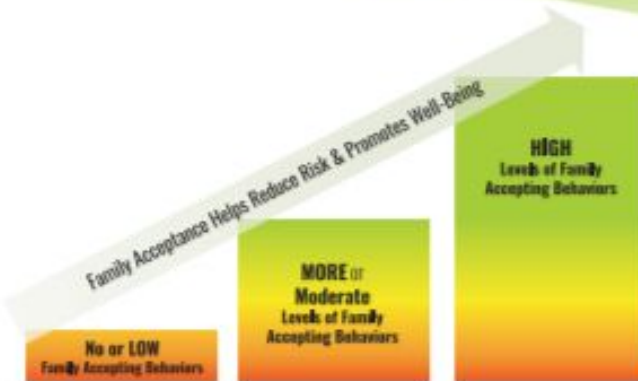 Family Acceptance Helps Reduce Risk & Promotes Well-Being
HIGH
Levels of Family
Accepting Behaviors
MORE or
Moderate
Levels of Family
Accepting Behaviors
No or LOW
Family Accepting Behaviors